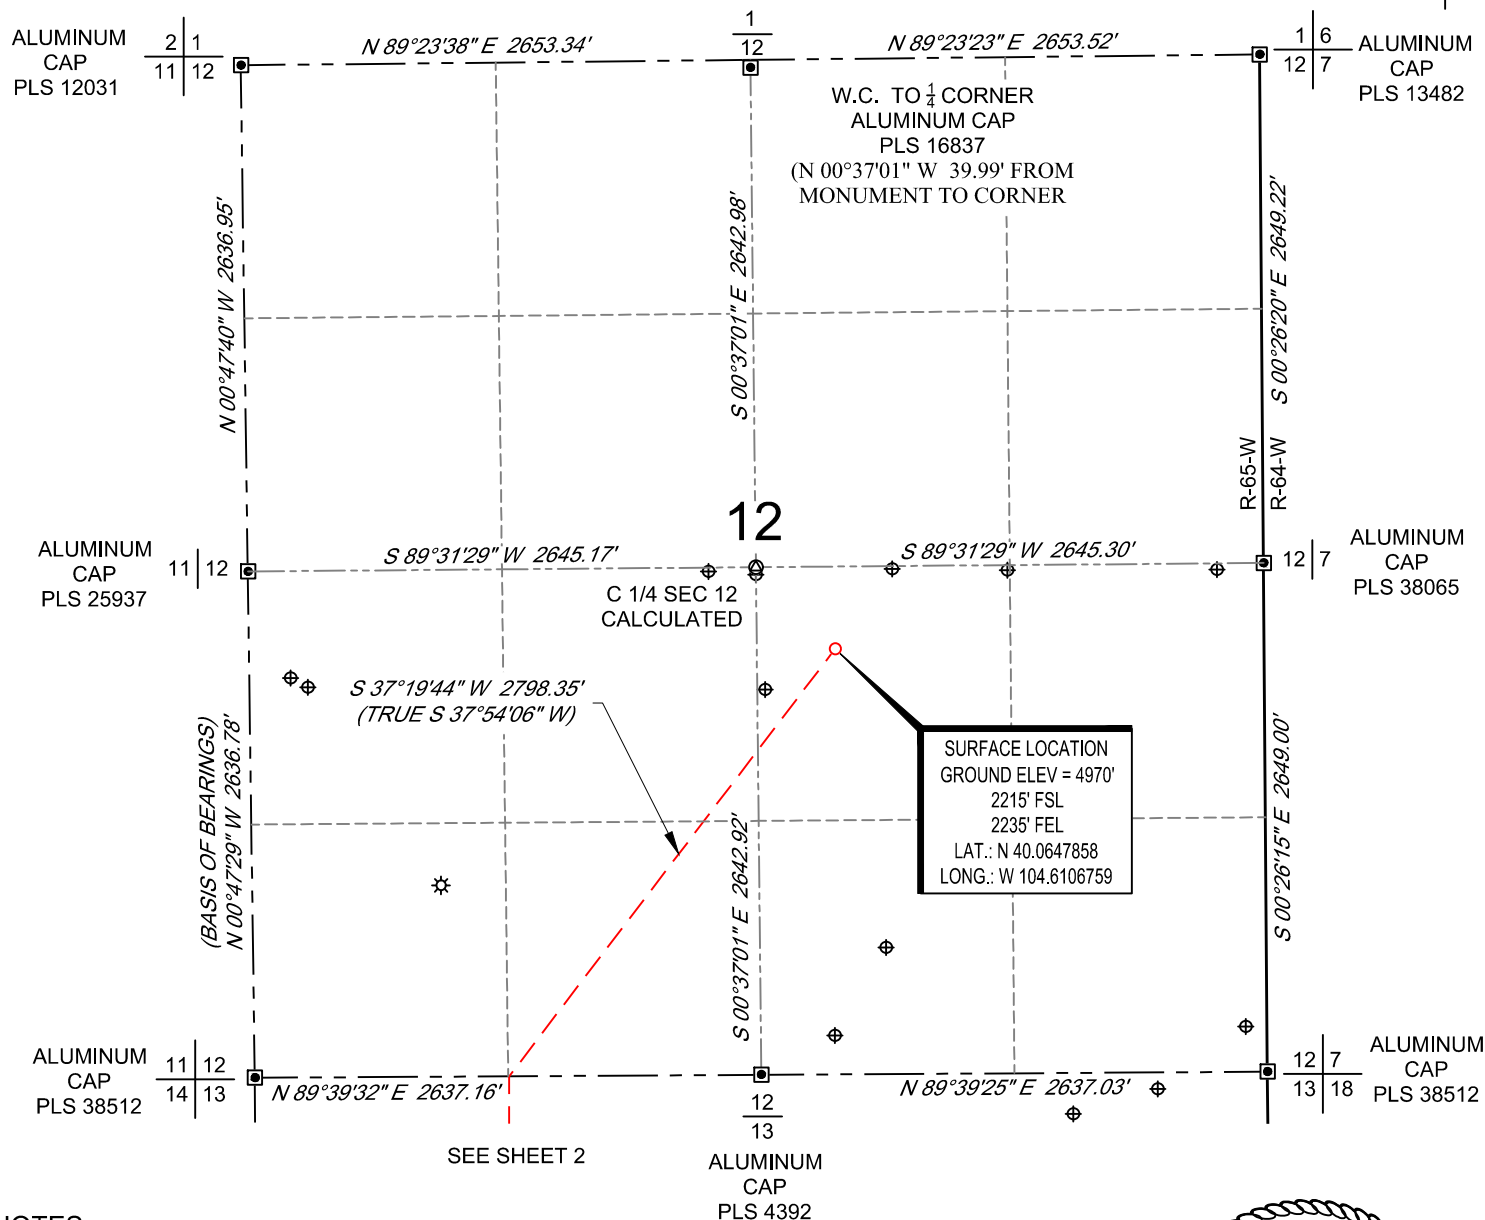 ALUMINUM
CAP
PLS 12031
2 1
11 12
N 89°23'38" E 2653.34'
1
12
N 89°23'23" E 2653.52'
1 6
12 7
ALUMINUM
CAP
PLS 13482
W.C. TO 1/4 CORNER
ALUMINUM CAP
PLS 16837
(N 00°37'01" W 39.99' FROM
MONUMENT TO CORNER
N 00°47'40" W 2636.95'
S 00°37'01" E 2642.98'
S 00°26'20" E 2649.22'
R-65-W
R-64-W
12
ALUMINUM
CAP
PLS 25937
11 12
S 89°31'29" W 2645.17'
S 89°31'29" W 2645.30'
12 7
ALUMINUM
CAP
PLS 38065
C 1/4 SEC 12
CALCULATED
S 37°19'44" W 2798.35'
(TRUE S 37°54'06" W)
(BASIS OF BEARINGS)
N 00°47'29" W 2636.78'
SURFACE LOCATION
GROUND ELEV = 4970'
2215' FSL
2235' FEL
LAT.: N 40.0647858
LONG.: W 104.6106759
S 00°37'01" E 2642.92'
S 00°26'15" E 2649.00'
ALUMINUM
CAP
PLS 38512
11 12
14 13
N 89°39'32" E 2637.16'
12
13
N 89°39'25" E 2637.03'
12 7
13 18
ALUMINUM
CAP
PLS 38512
SEE SHEET 2
ALUMINUM
CAP
PLS 4392